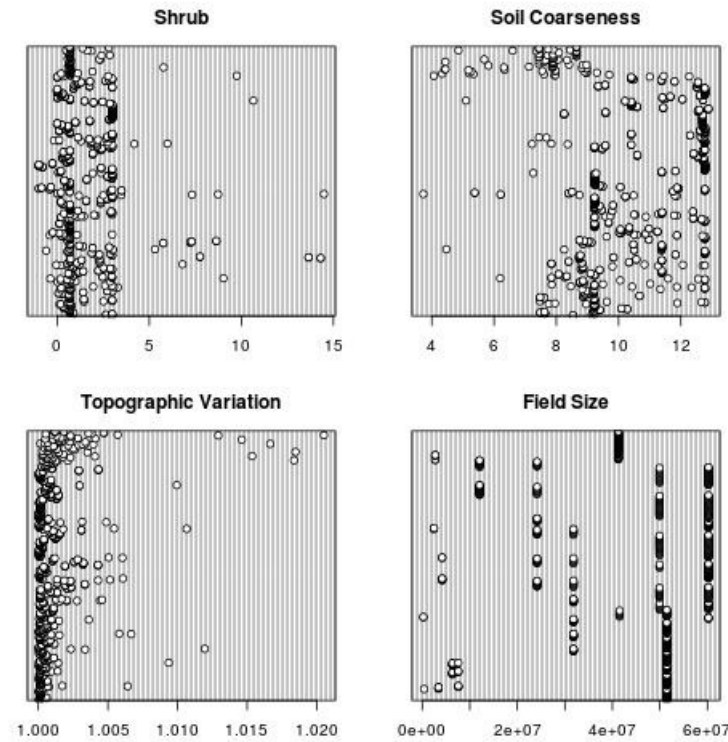 Shrub
Soil Coarseness
0 5 10 15
4 6 8 10 12
Topographic Variation
Field Size
1.000 1.005 1.010 1.015 1.020
0e+00 2e+07 4e+07 6e+07